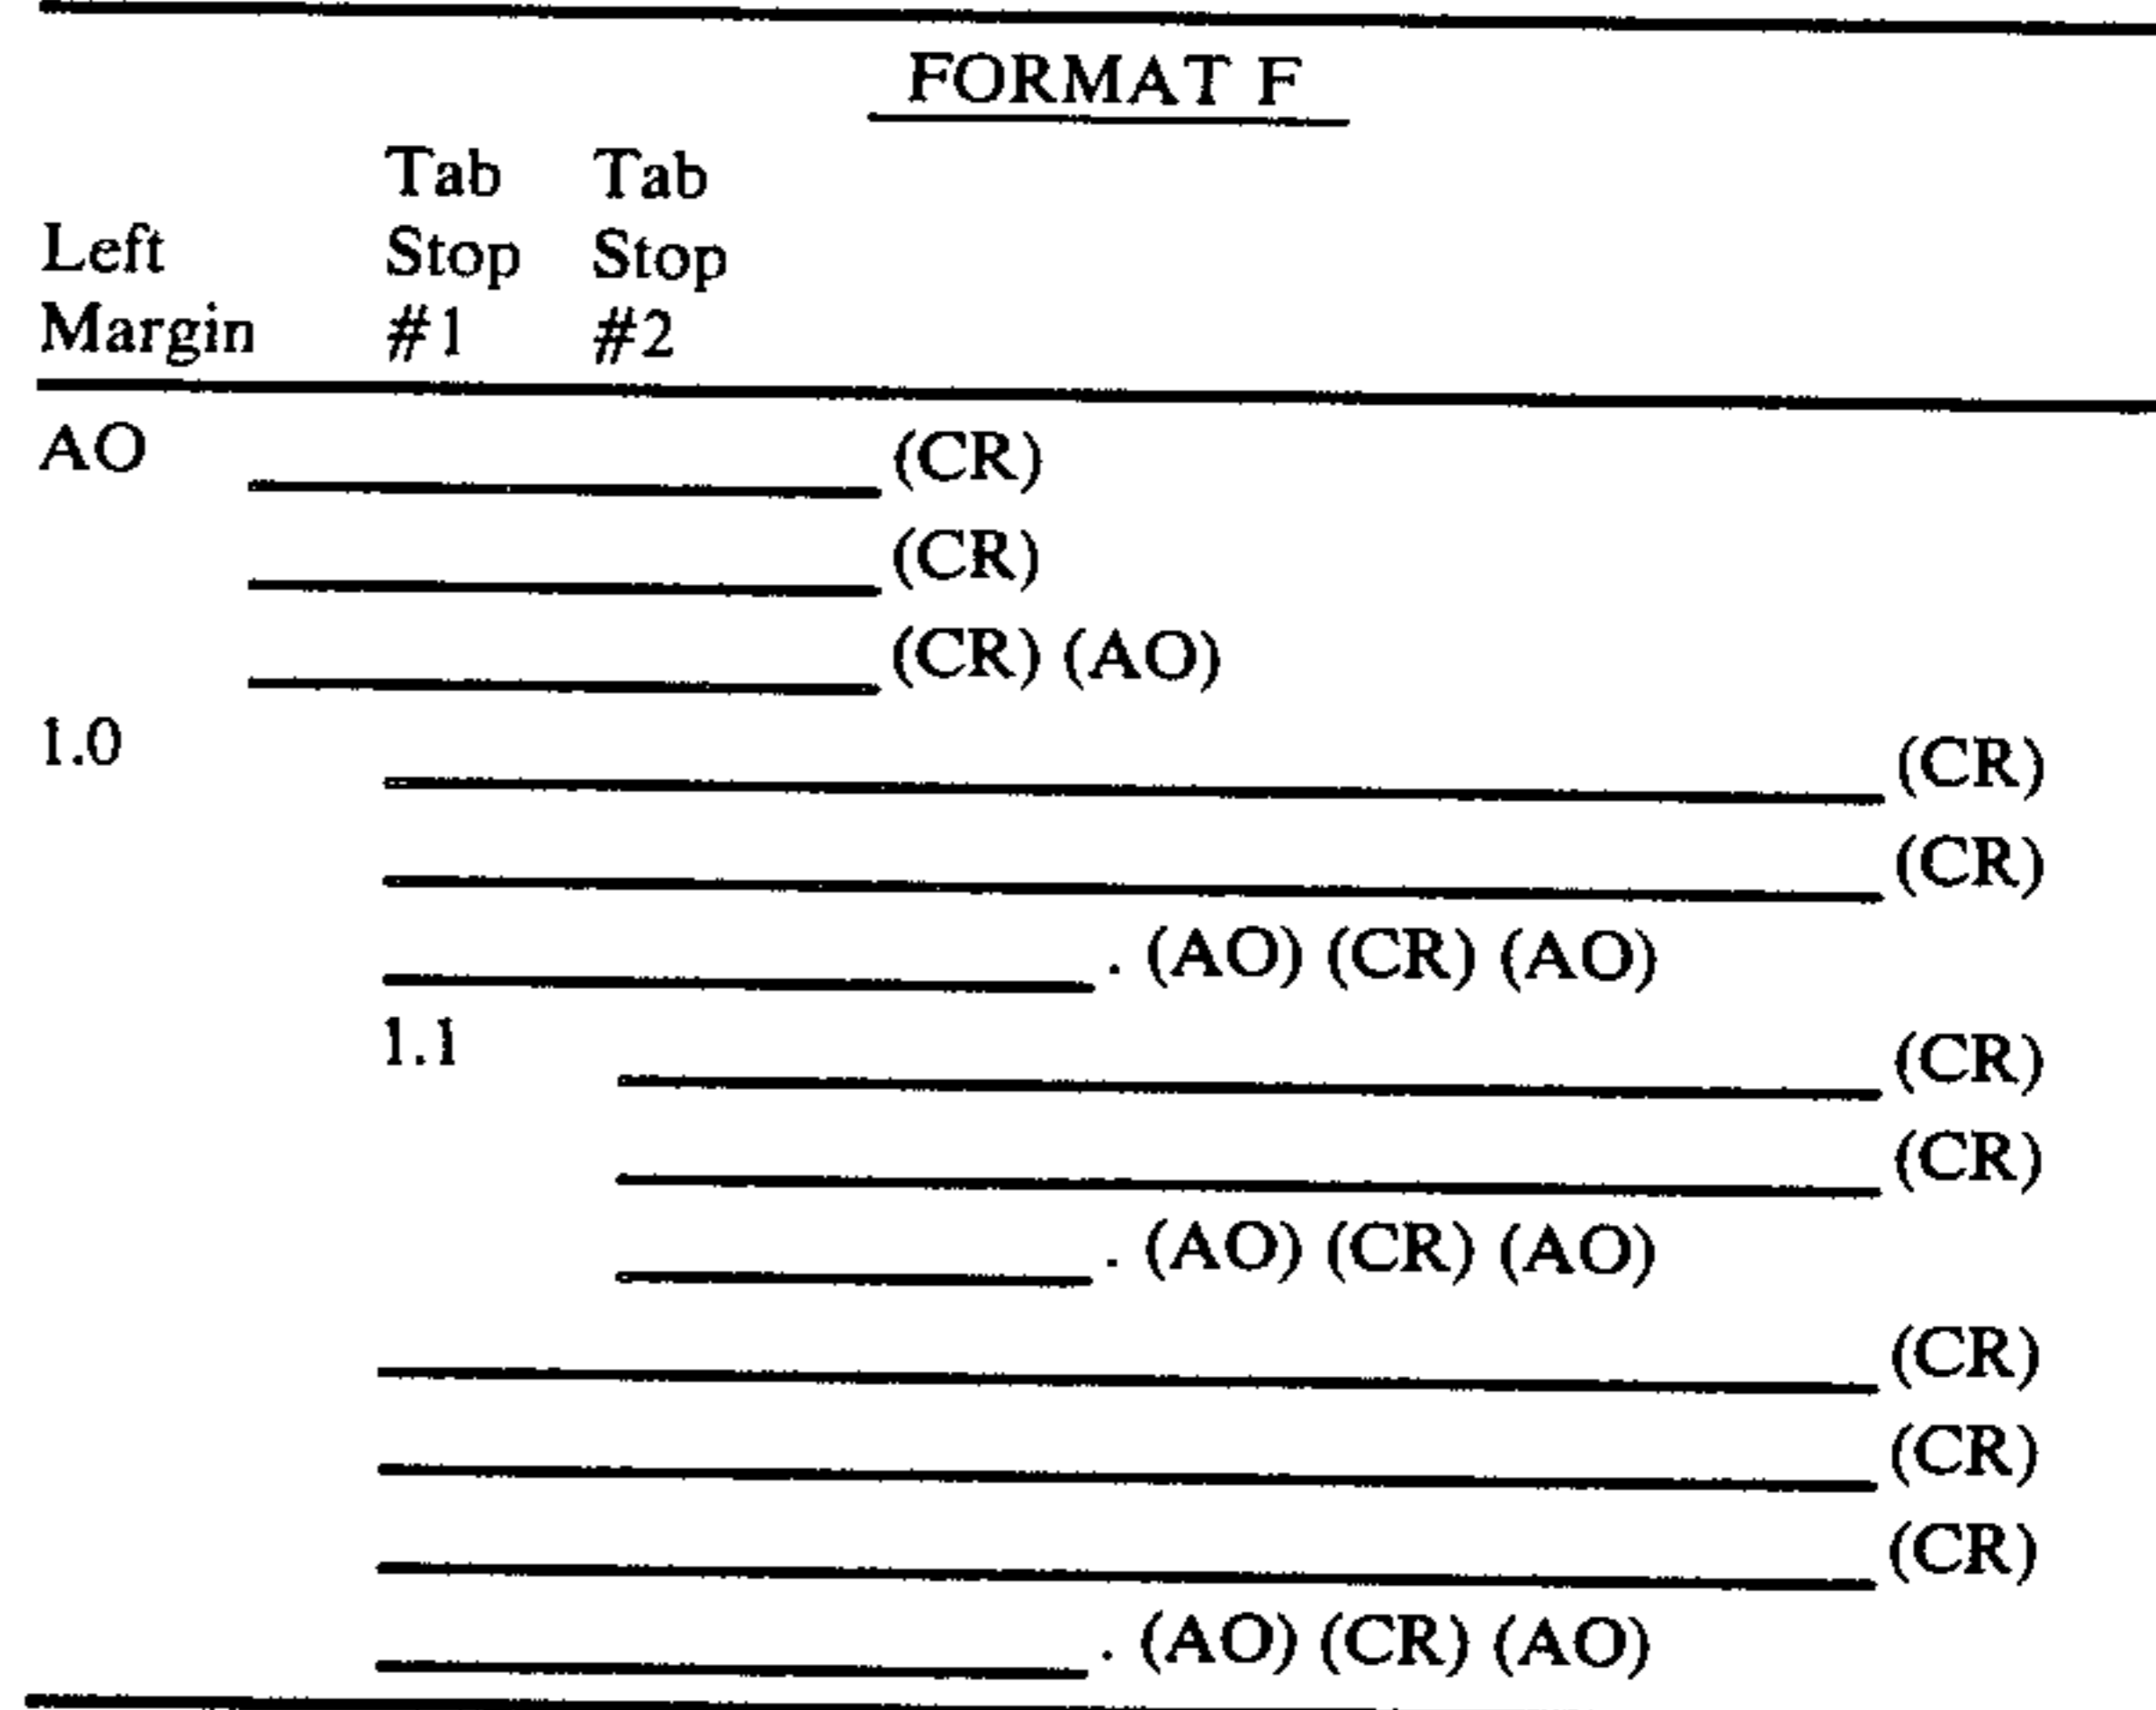 FORMAT F
Tab Tab
Left Stop Stop
Margin #1 #2
AO (CR)
(CR)
(CR) (AO)
1.0 (CR)
(CR)
. (AO) (CR) (AO)
1.1 (CR)
(CR)
. (AO) (CR) (AO)
(CR)
(CR)
(CR)
. (AO) (CR) (AO)